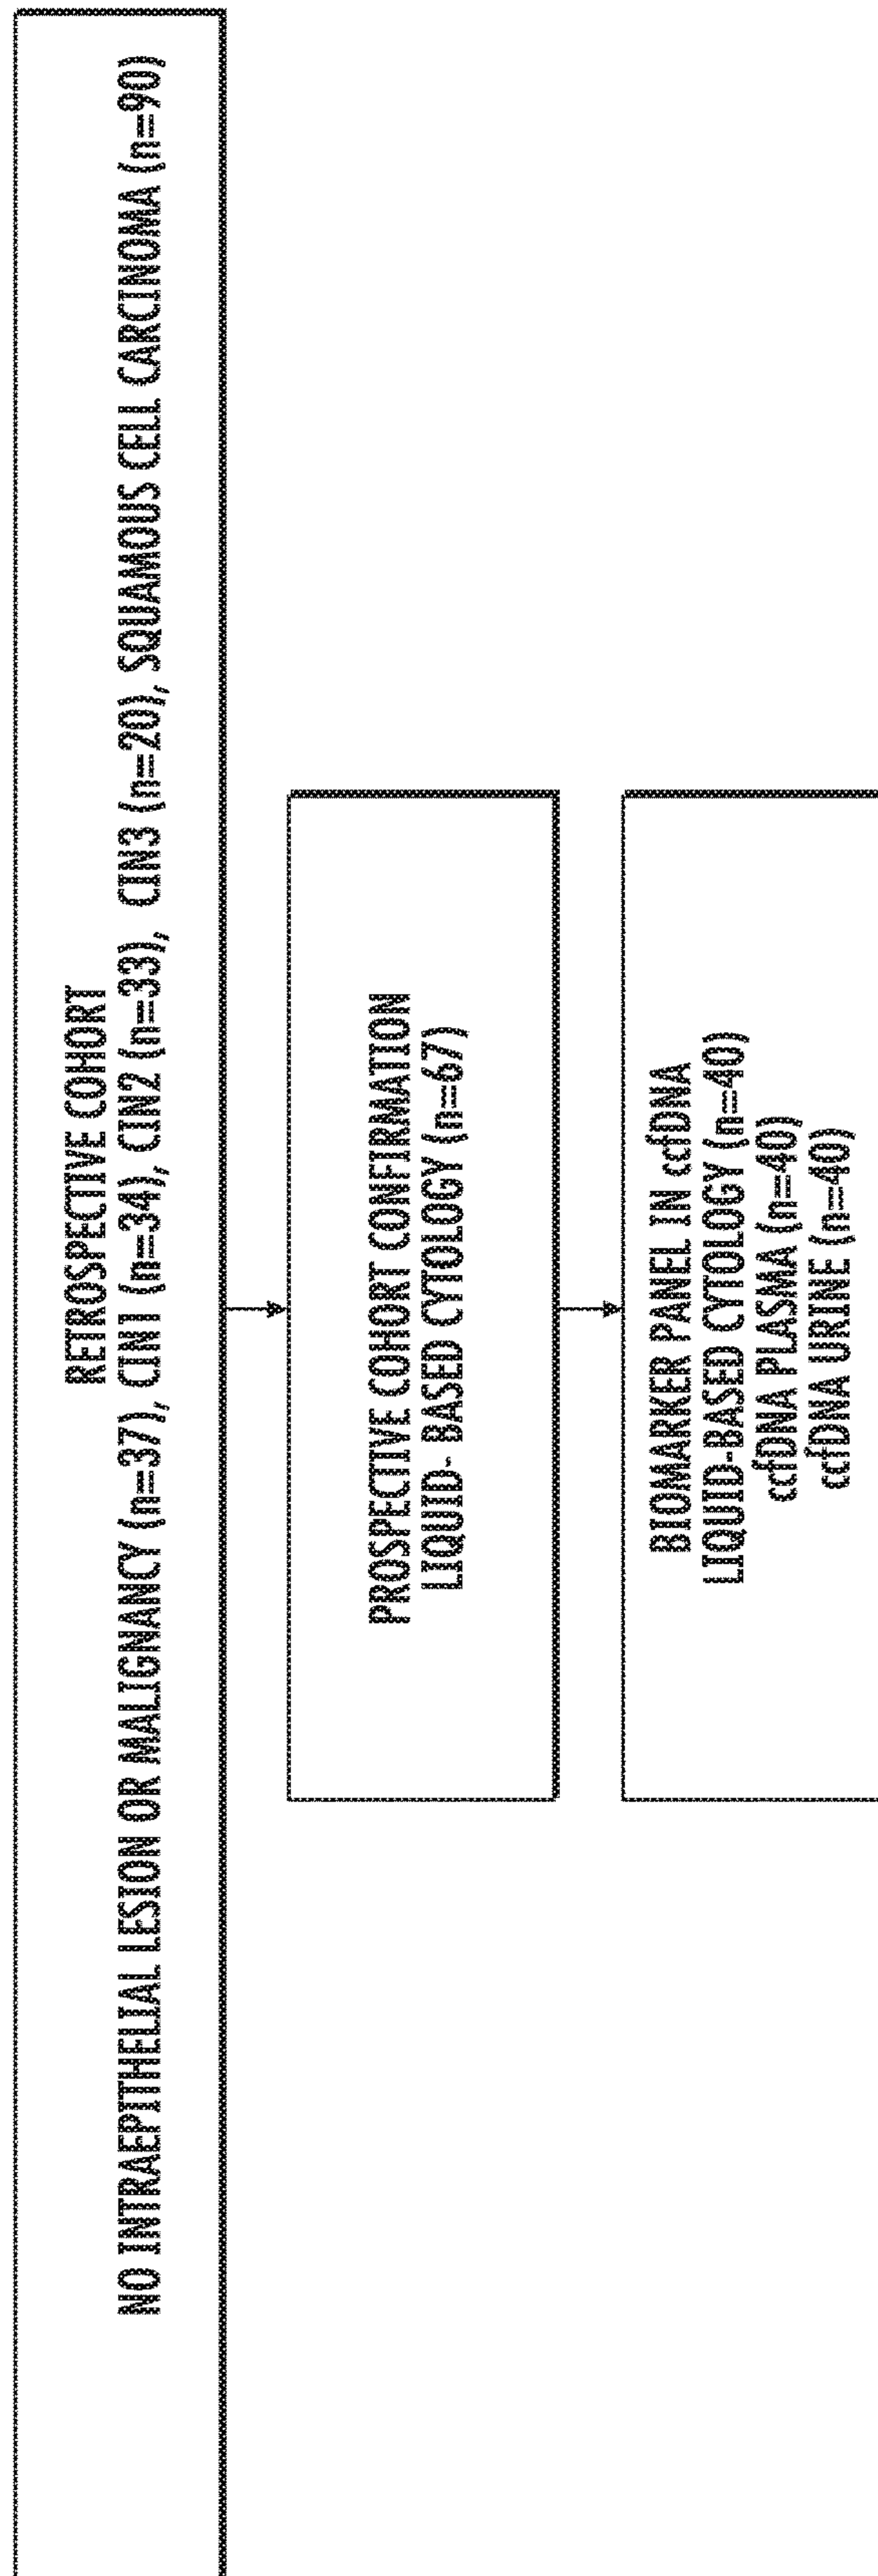 RETROSPECTIVE COHORT
NO INTRAEPITHELIAL LESION OR MALIGNANCY (n=37), CIN1 (n=34), CIN2 (n=33), CIN3 (n=20), SQUAMOUS CELL CARCINOMA (n=90)
PROSPECTIVE COHORT CONFIRMATION
LIQUID- BASED CYTOLOGY (n=67)
BIOMARKER PANEL IN ccfDNA
LIQUID-BASED CYTOLOGY (n=40)
ccfDNA PLASMA (n=40)
ccfDNA URINE (n=40)